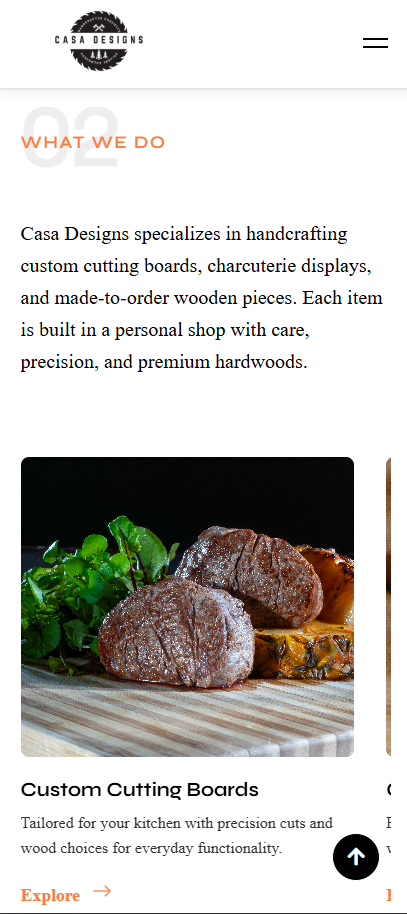 CASA DESIGNS
02
WHAT WE DO
Casa Designs specializes in handcrafting
custom cutting boards, charcuterie displays,
and made-to-order wooden pieces. Each item
is built in a personal shop with care,
precision, and premium hardwoods.
Custom Cutting Boards
Tailored for your kitchen with precision cuts and
wood choices for everyday functionality.
Explore